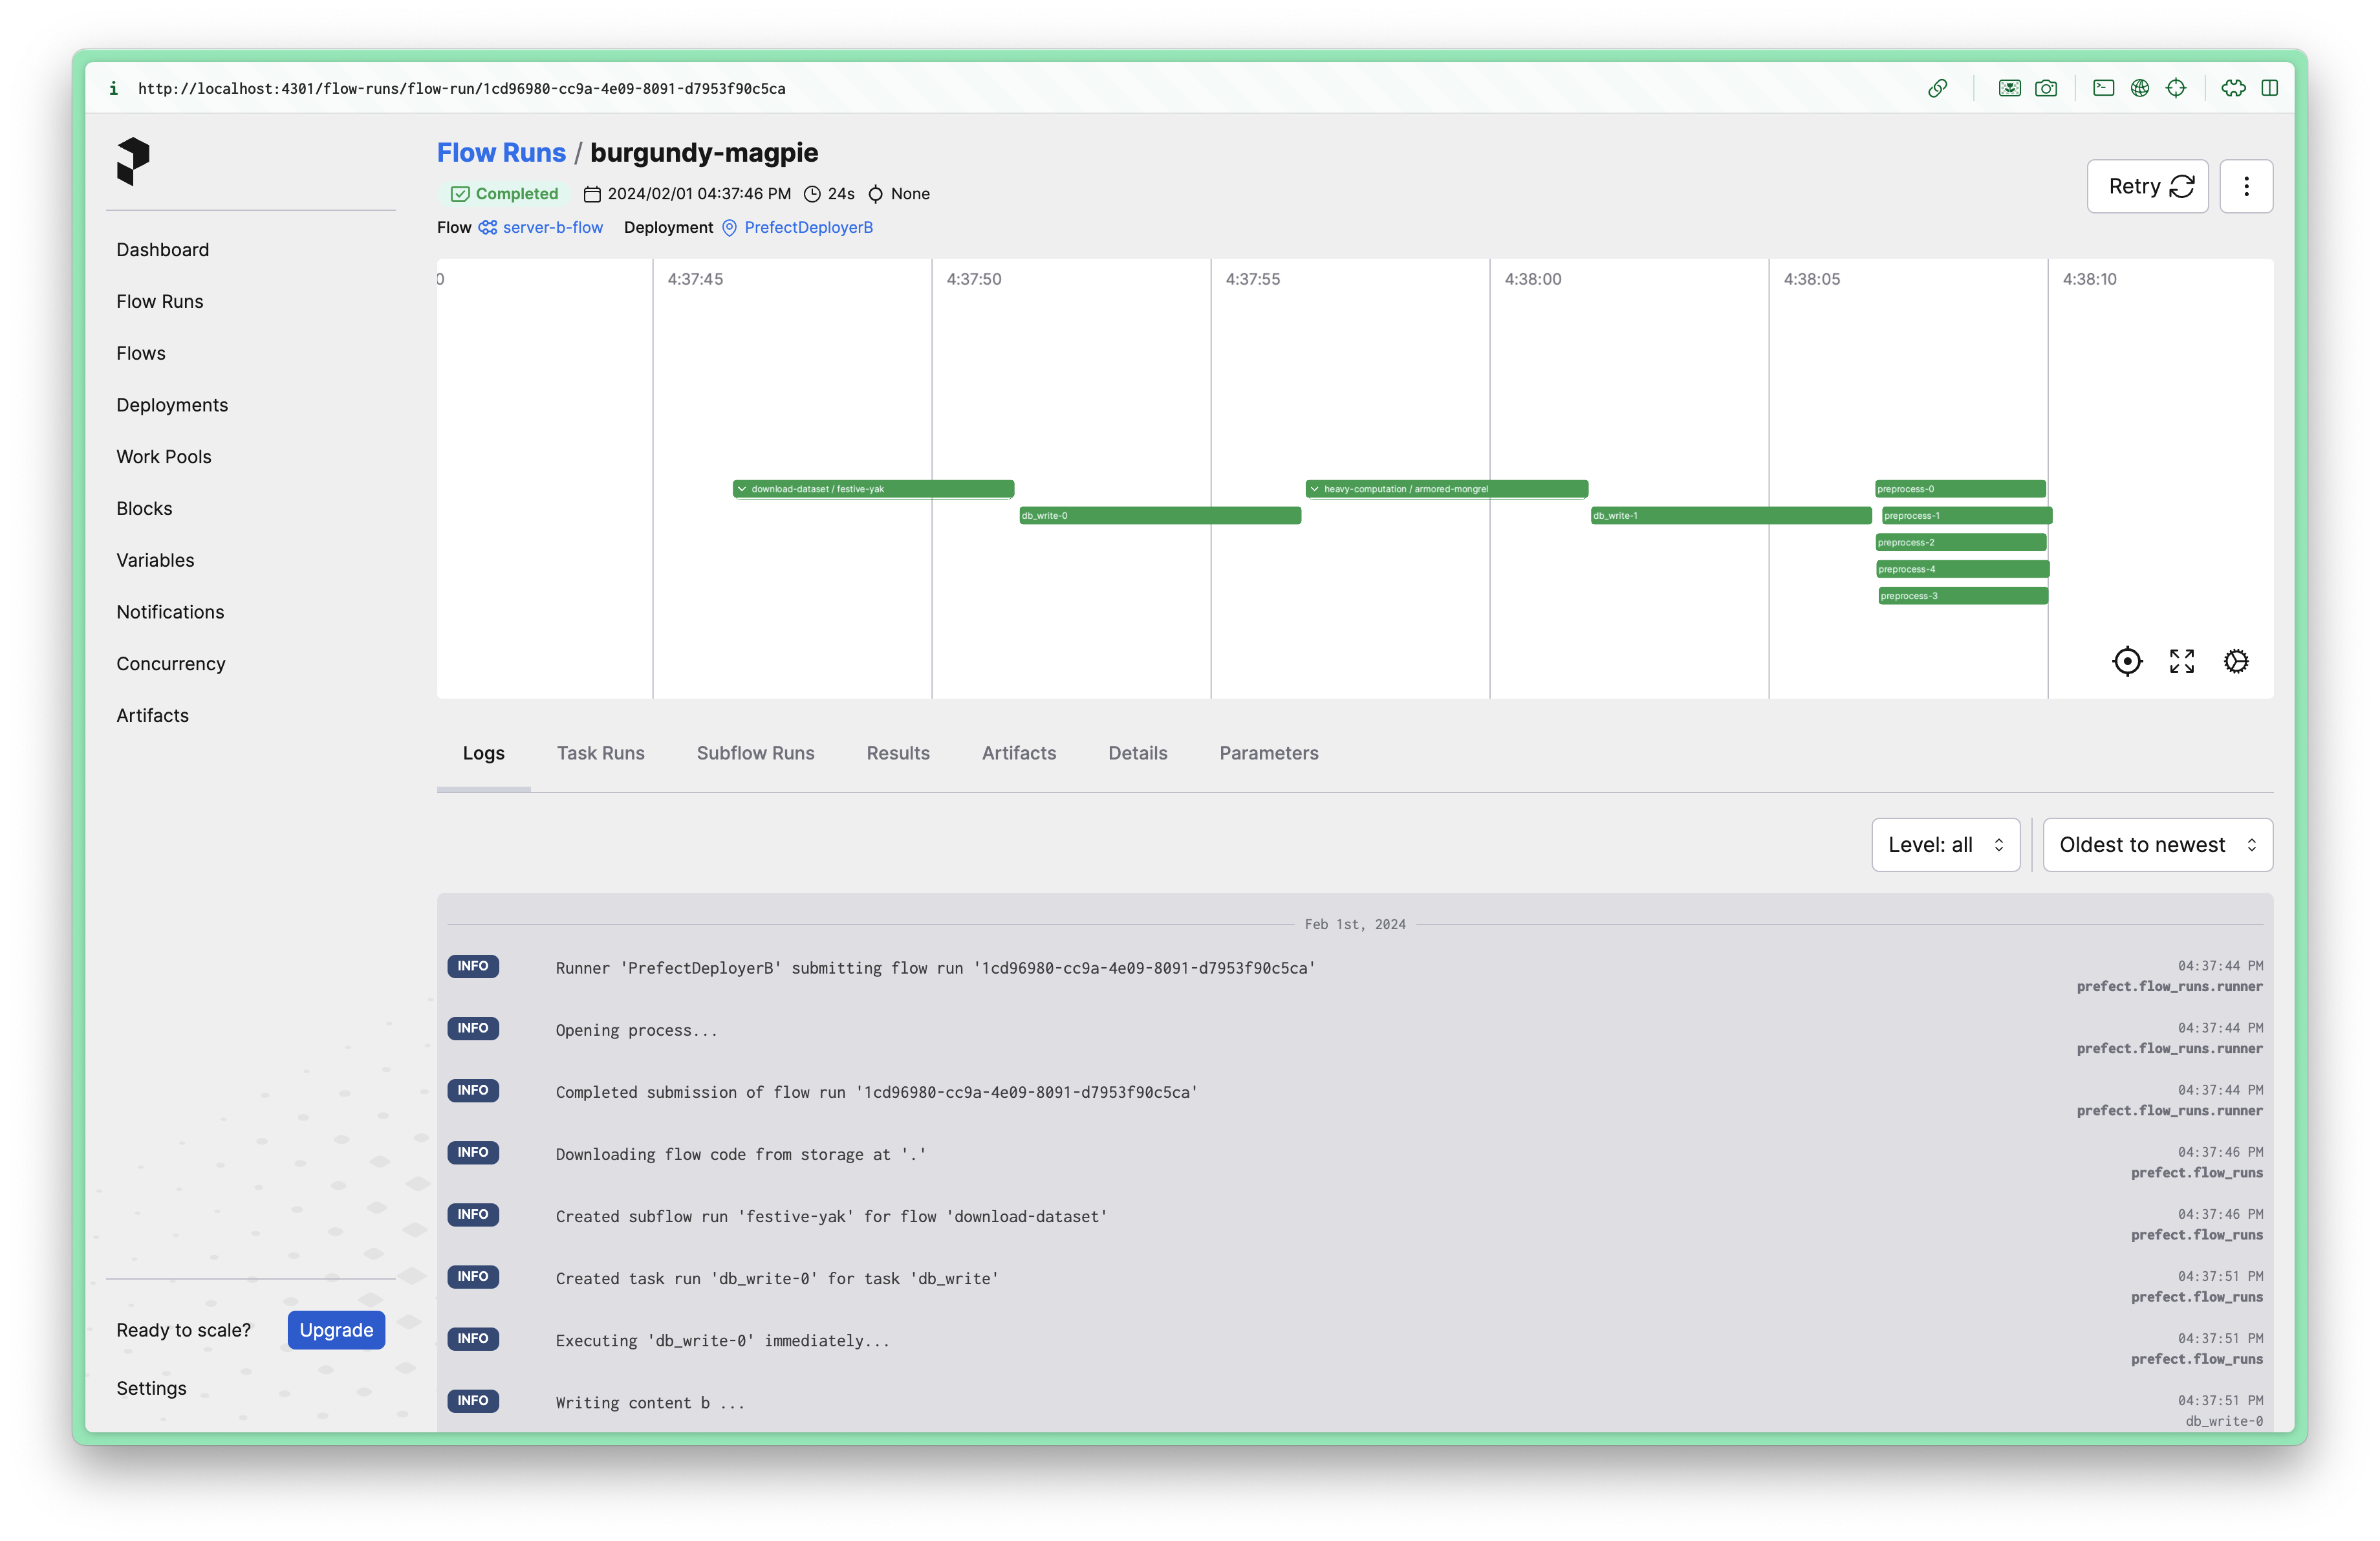 http://localhost:4301/flow-runs/flow-run/1cd96980-cc9a-4e09-8091-d7953f90c5ca
Dashboard
Flow Runs
Flows
Deployments
Work Pools
Blocks
Variables
Notifications
Concurrency
Artifacts
Ready to scale? Upgrade
Settings
Flow Runs / burgundy-magpie
Completed 2024/02/01 04:37:46 PM 24s None
Flow server-b-flow Deployment PrefectDeployerB
Retry
0 4:37:45 4:37:50 4:37:55 4:38:00 4:38:05 4:38:10
download-dataset / festive-yak heavy-computation / armored-mongrel preprocess-0
db_write-0 db_write-1 preprocess-1
preprocess-2
preprocess-4
preprocess-3
Logs Task Runs Subflow Runs Results Artifacts Details Parameters
Level: all Oldest to newest
Feb 1st, 2024
INFO Runner 'PrefectDeployerB' submitting flow run '1cd96980-cc9a-4e09-8091-d7953f90c5ca' 04:37:44 PM
prefect.flow_runs.runner
INFO Opening process... 04:37:44 PM
prefect.flow_runs.runner
INFO Completed submission of flow run '1cd96980-cc9a-4e09-8091-d7953f90c5ca' 04:37:44 PM
prefect.flow_runs.runner
INFO Downloading flow code from storage at '.' 04:37:46 PM
prefect.flow_runs
INFO Created subflow run 'festive-yak' for flow 'download-dataset' 04:37:46 PM
prefect.flow_runs
INFO Created task run 'db_write-0' for task 'db_write' 04:37:51 PM
prefect.flow_runs
INFO Executing 'db_write-0' immediately... 04:37:51 PM
prefect.flow_runs
INFO Writing content b ... 04:37:51 PM
db_write-0